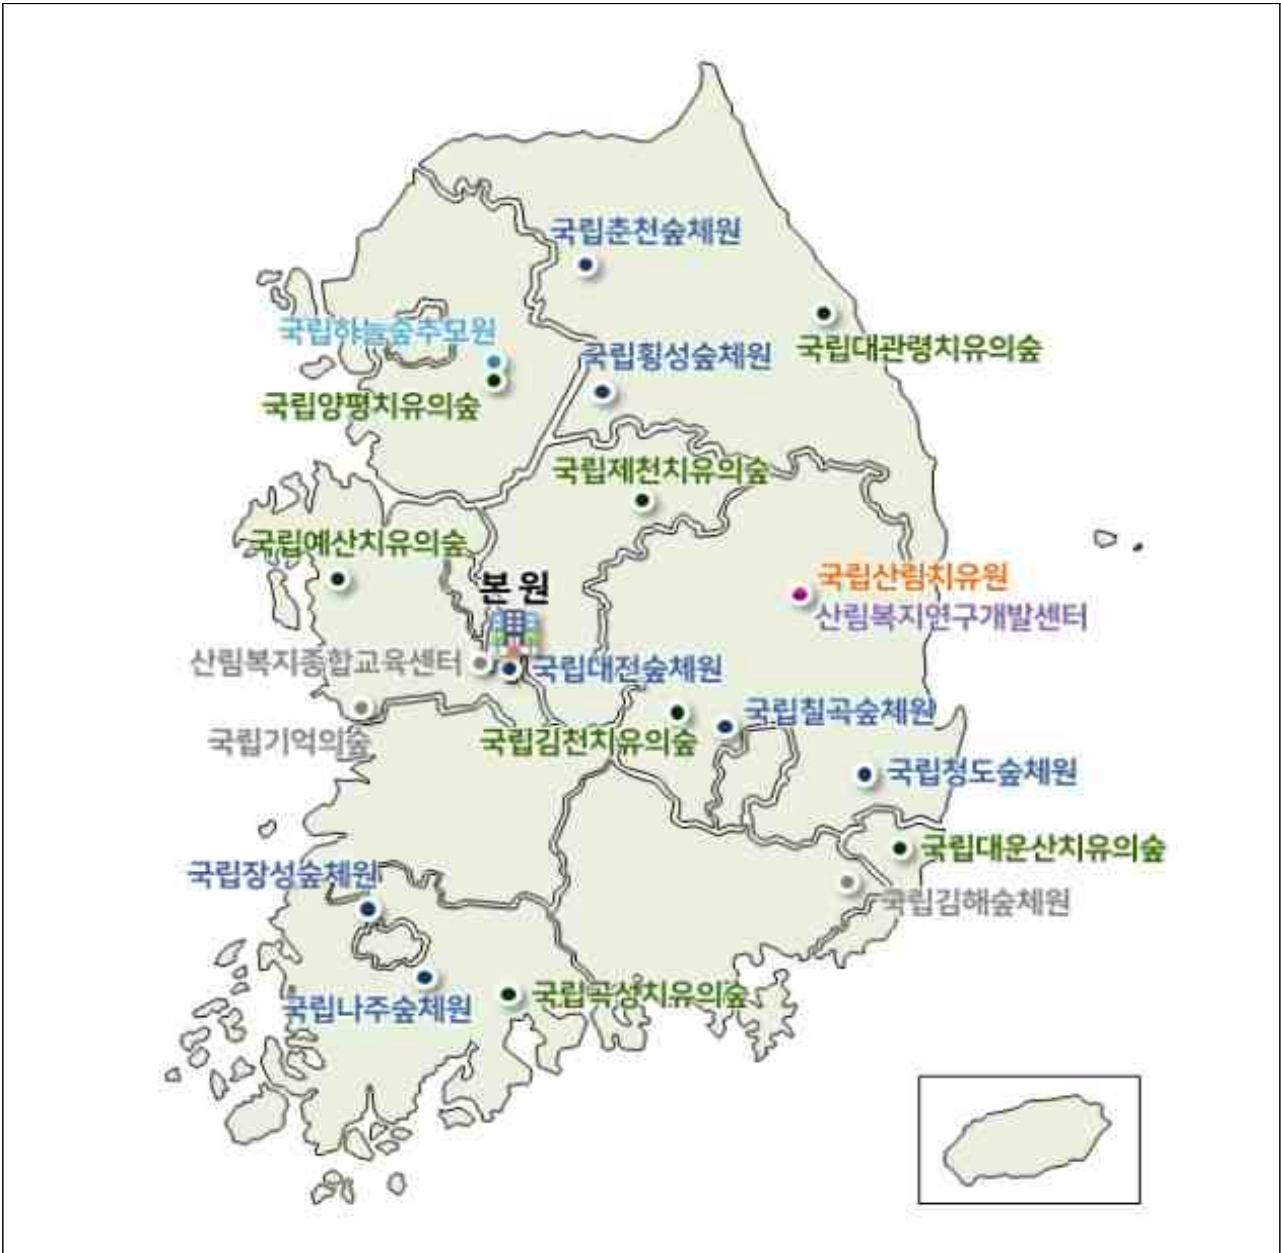 국립춘천숲체원
국립하늘숲추모원
국립횡성숲체원
국립대관령치유의숲
국립양평치유의숲
국립제천치유의숲
국립예산치유의숲
본원
국립산림치유원
산림복지연구개발센터
산림복지종합교육센터
국립대전숲체원
국립칠곡숲체원
국립기억의숲
국립김천치유의숲
국립청도숲체원
국립대운산치유의숲
국립장성숲체원
국립김해숲체원
국립나주숲체원
국립곡성치유의숲